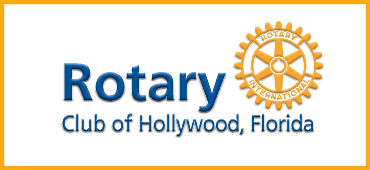 Rotary
ROTARY
INTERNATIONAL
Club of Hollywood, Florida